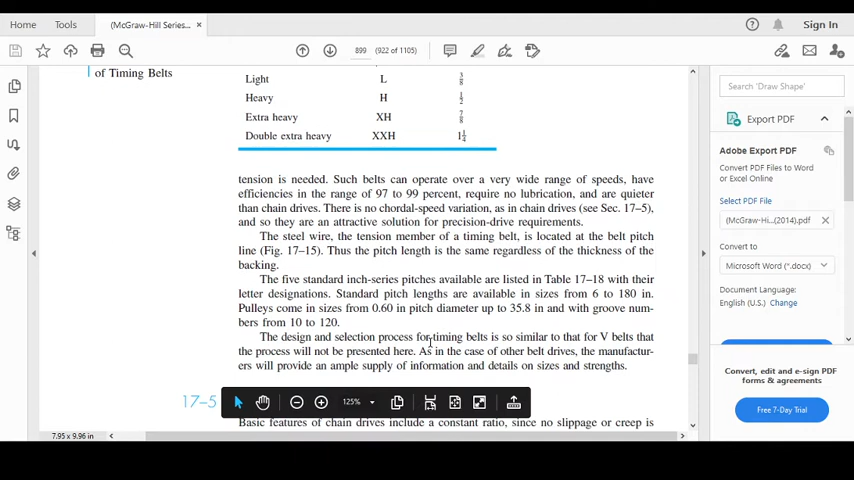 Home
Tools
(McGraw-Hill Series...
×
Sign In
899
(922 of 1105)
of Timing Belts
Light L 3/8
Heavy H 1/2
Extra heavy XH 7/8
Double extra heavy XXH 1 1/4
tension is needed. Such belts can operate over a very wide range of speeds, have
efficiencies in the range of 97 to 99 percent, require no lubrication, and are quieter
than chain drives. There is no chordal-speed variation, as in chain drives (see Sec. 17–5),
and so they are an attractive solution for precision-drive requirements.
The steel wire, the tension member of a timing belt, is located at the belt pitch
line (Fig. 17–15). Thus the pitch length is the same regardless of the thickness of the
backing.
The five standard inch-series pitches available are listed in Table 17–18 with their
letter designations. Standard pitch lengths are available in sizes from 6 to 180 in.
Pulleys come in sizes from 0.60 in pitch diameter up to 35.8 in and with groove num-
bers from 10 to 120.
The design and selection process for timing belts is so similar to that for V belts that
the process will not be presented here. As in the case of other belt drives, the manufactur-
ers will provide an ample supply of information and details on sizes and strengths.
17–5
125%
Basic features of chain drives include a constant ratio, since no slippage or creep is
7.95 x 9.96 in
Search 'Draw Shape'
Export PDF
Adobe Export PDF
Convert PDF Files to Word
or Excel Online
Select PDF File
(McGraw-Hi...(2014).pdf
Convert to
Microsoft Word (*.docx)
Document Language:
English (U.S.) Change
Convert, edit and e-sign PDF
forms & agreements
Free 7-Day Trial